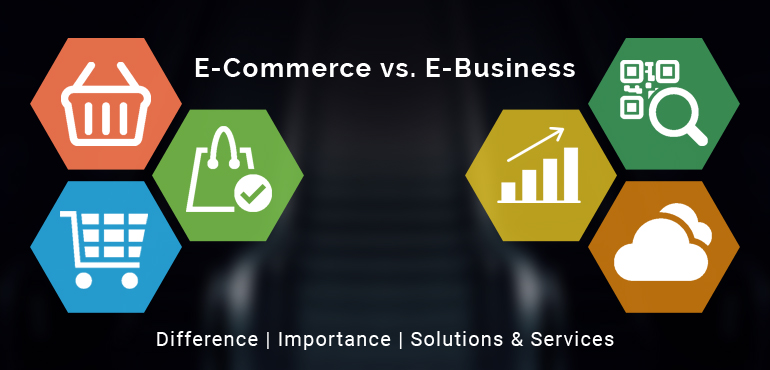 E-Commerce vs. E-Business
Difference | Importance | Solutions & Services